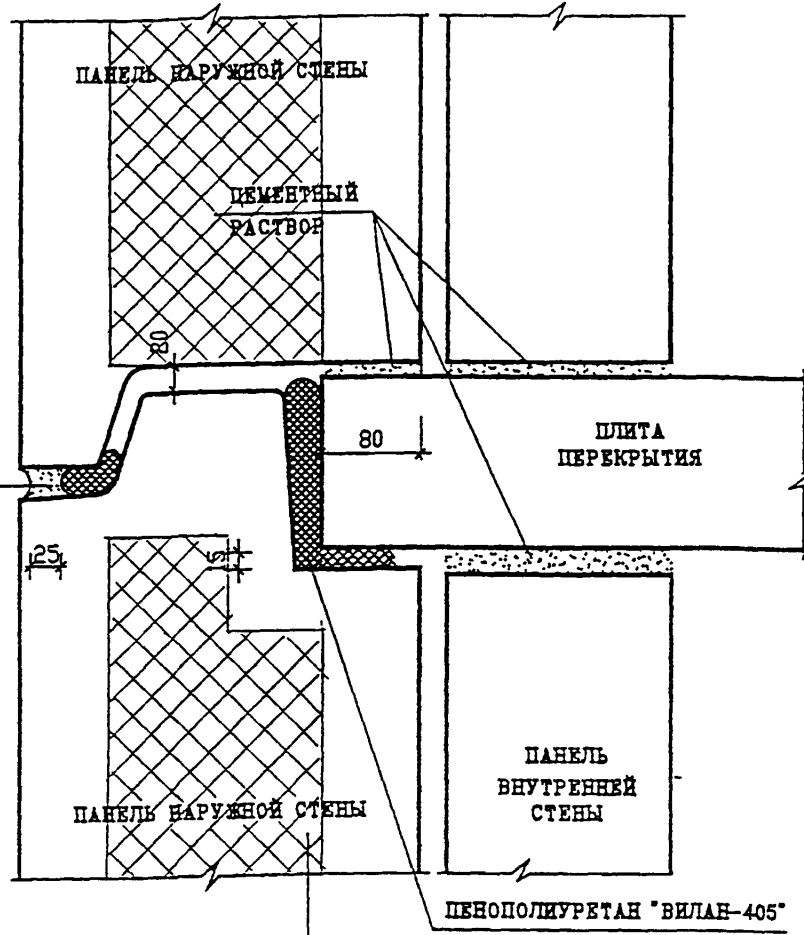 ПАНЕЛЬ НАРУЖНОЙ СТЕНЫ
ЦЕМЕНТНЫЙ
РАСТВОР
80
80
ПЛИТА
ПЕРЕКРЫТИЯ
25
15
ПАНЕЛЬ
ВНУТРЕННЕЙ
СТЕНЫ
ПАНЕЛЬ НАРУЖНОЙ СТЕНЫ
ПЕНОПОЛИУРЕТАН "ВИЛАН-405"